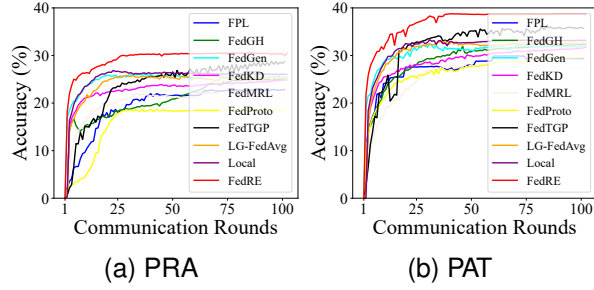 40
30
20
10
0
Accuracy (%)
1 25 50 75 100
Communication Rounds
FPL
FedGH
FedGen
FedKD
FedMRL
FedProto
FedTGP
LG-FedAvg
Local
FedRE
(a) PRA
40
30
20
10
0
Accuracy (%)
1 25 50 75 100
Communication Rounds
FPL
FedGH
FedGen
FedKD
FedMRL
FedProto
FedTGP
LG-FedAvg
Local
FedRE
(b) PAT